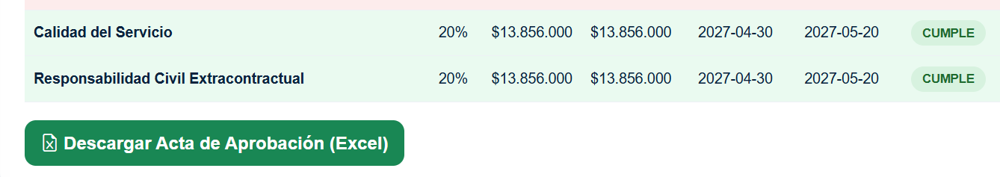 Calidad del Servicio 20% $13.856.000 $13.856.000 2027-04-30 2027-05-20 CUMPLE
Responsabilidad Civil Extracontractual 20% $13.856.000 $13.856.000 2027-04-30 2027-05-20 CUMPLE
Descargar Acta de Aprobación (Excel)